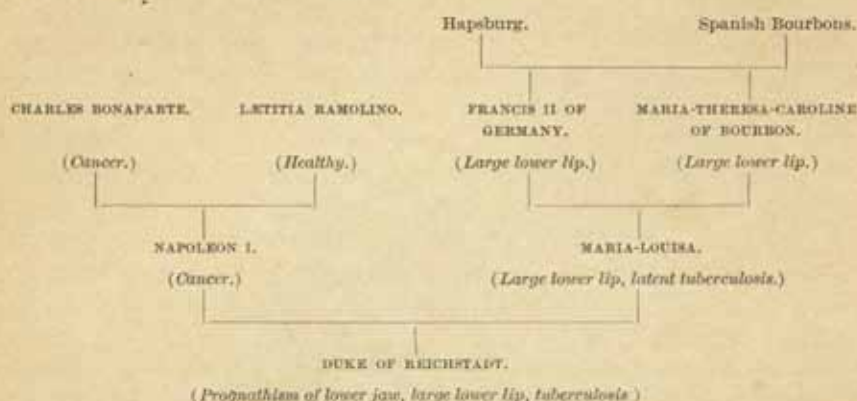 Hapsburg. Spanish Bourbons.
CHARLES BONAPARTE. LÆTITIA RAMOLINO. FRANCIS II OF GERMANY. MARIA-THERESA-CAROLINE OF BOURBON.
(Cancer.) (Healthy.) (Large lower lip.) (Large lower lip.)
NAPOLEON I. MARIA-LOUISA.
(Cancer.) (Large lower lip, latent tuberculosis.)
DUKE OF REICHSTADT.
(Prognathism of lower jaw, large lower lip, tuberculosis)